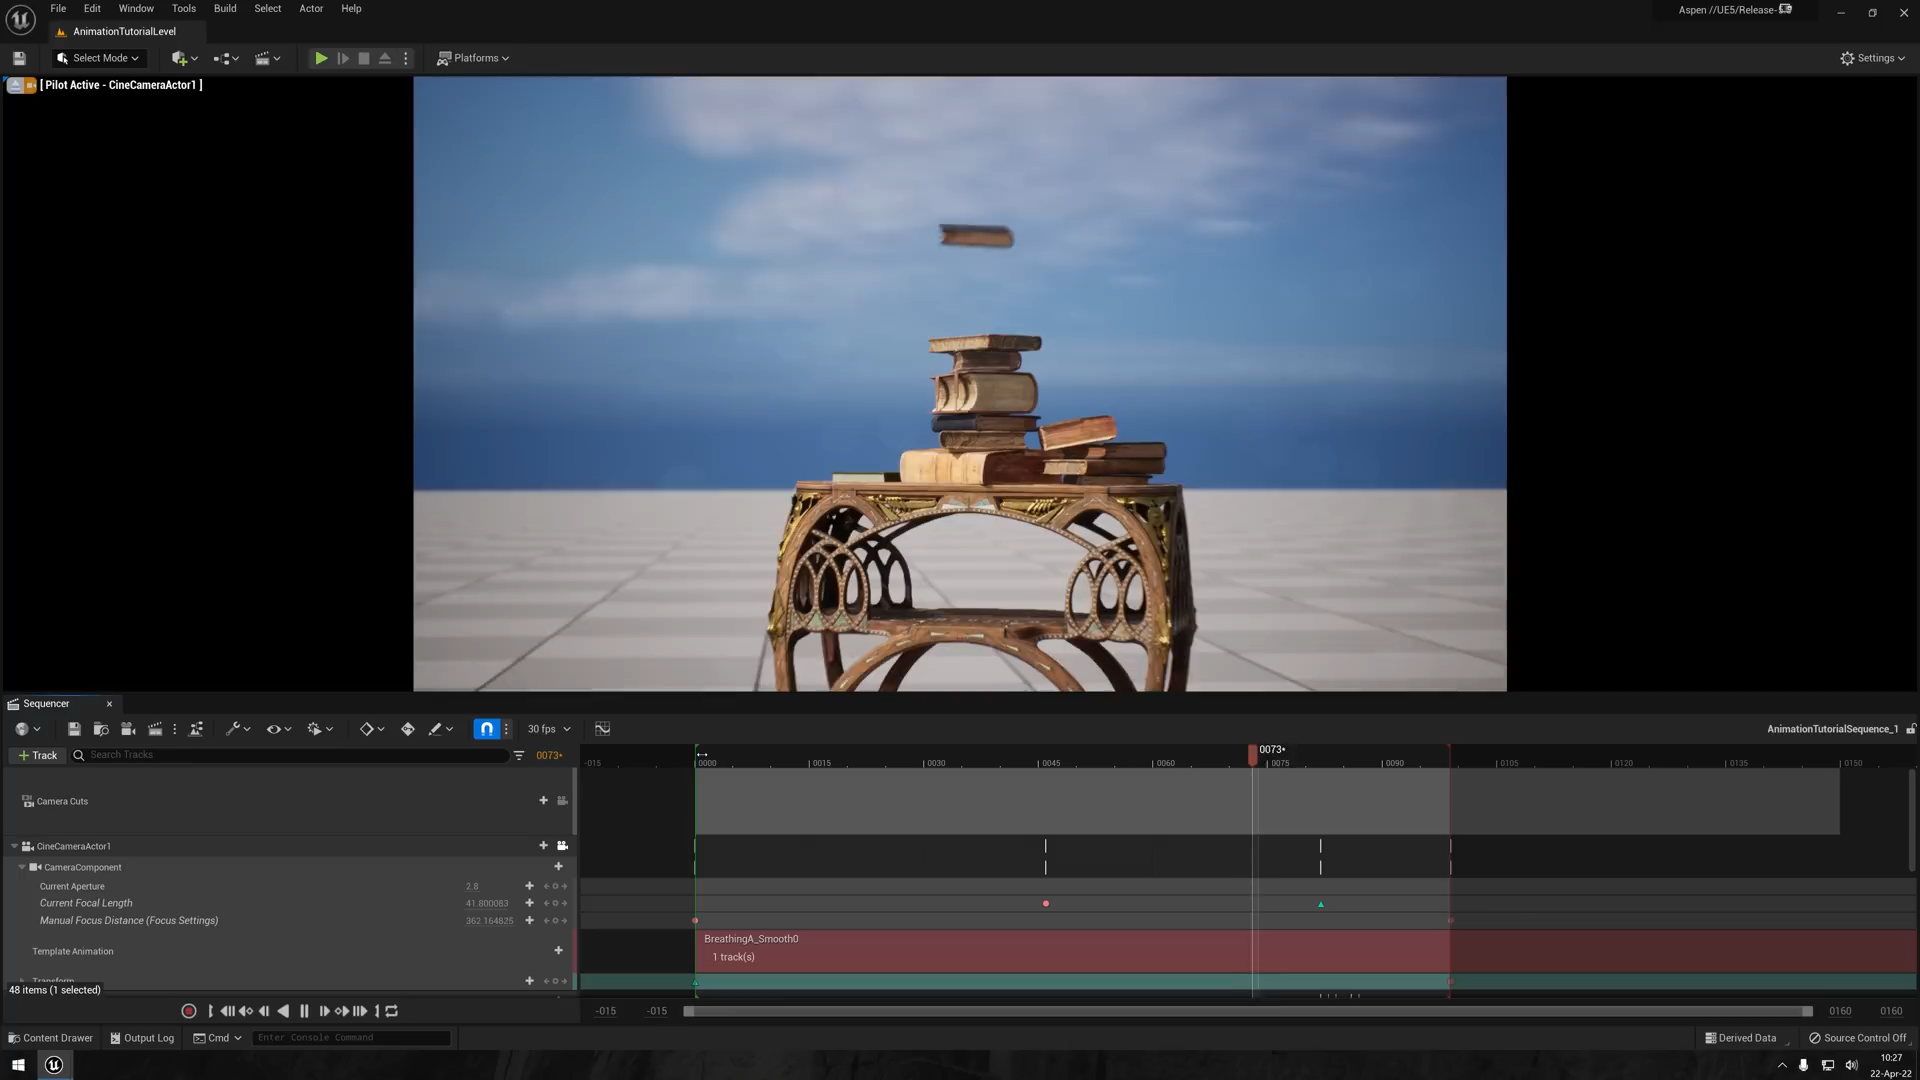 File Edit Window Tools Build Select Actor Help
Aspen //UE5/Release-
AnimationTutorialLevel
Select Mode
Platforms
Settings
[ Pilot Active - CineCameraActor1 ]
Sequencer
30 fps
AnimationTutorialSequence_1
Track
Search Tracks
0073*
-015 0000 0015 0030 0045 0060 0075 0090 0105 0120 0135 0150
0073*
Camera Cuts
CineCameraActor1
CameraComponent
Current Aperture 2.8
Current Focal Length 41.800083
Manual Focus Distance (Focus Settings) 362.164825
BreathingA_Smooth0
Template Animation
1 track(s)
Transform
48 items (1 selected)
-015 -015 0160 0160
Content Drawer Output Log Cmd Enter Console Command Derived Data Source Control Off
10:27
22-Apr-22